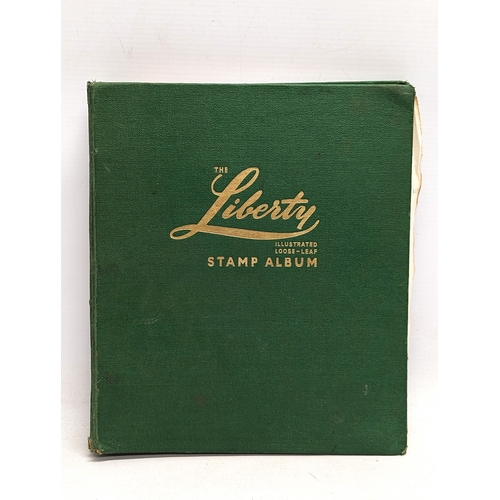 THE
Liberty
ILLUSTRATED
LOOSE-LEAF
STAMP ALBUM